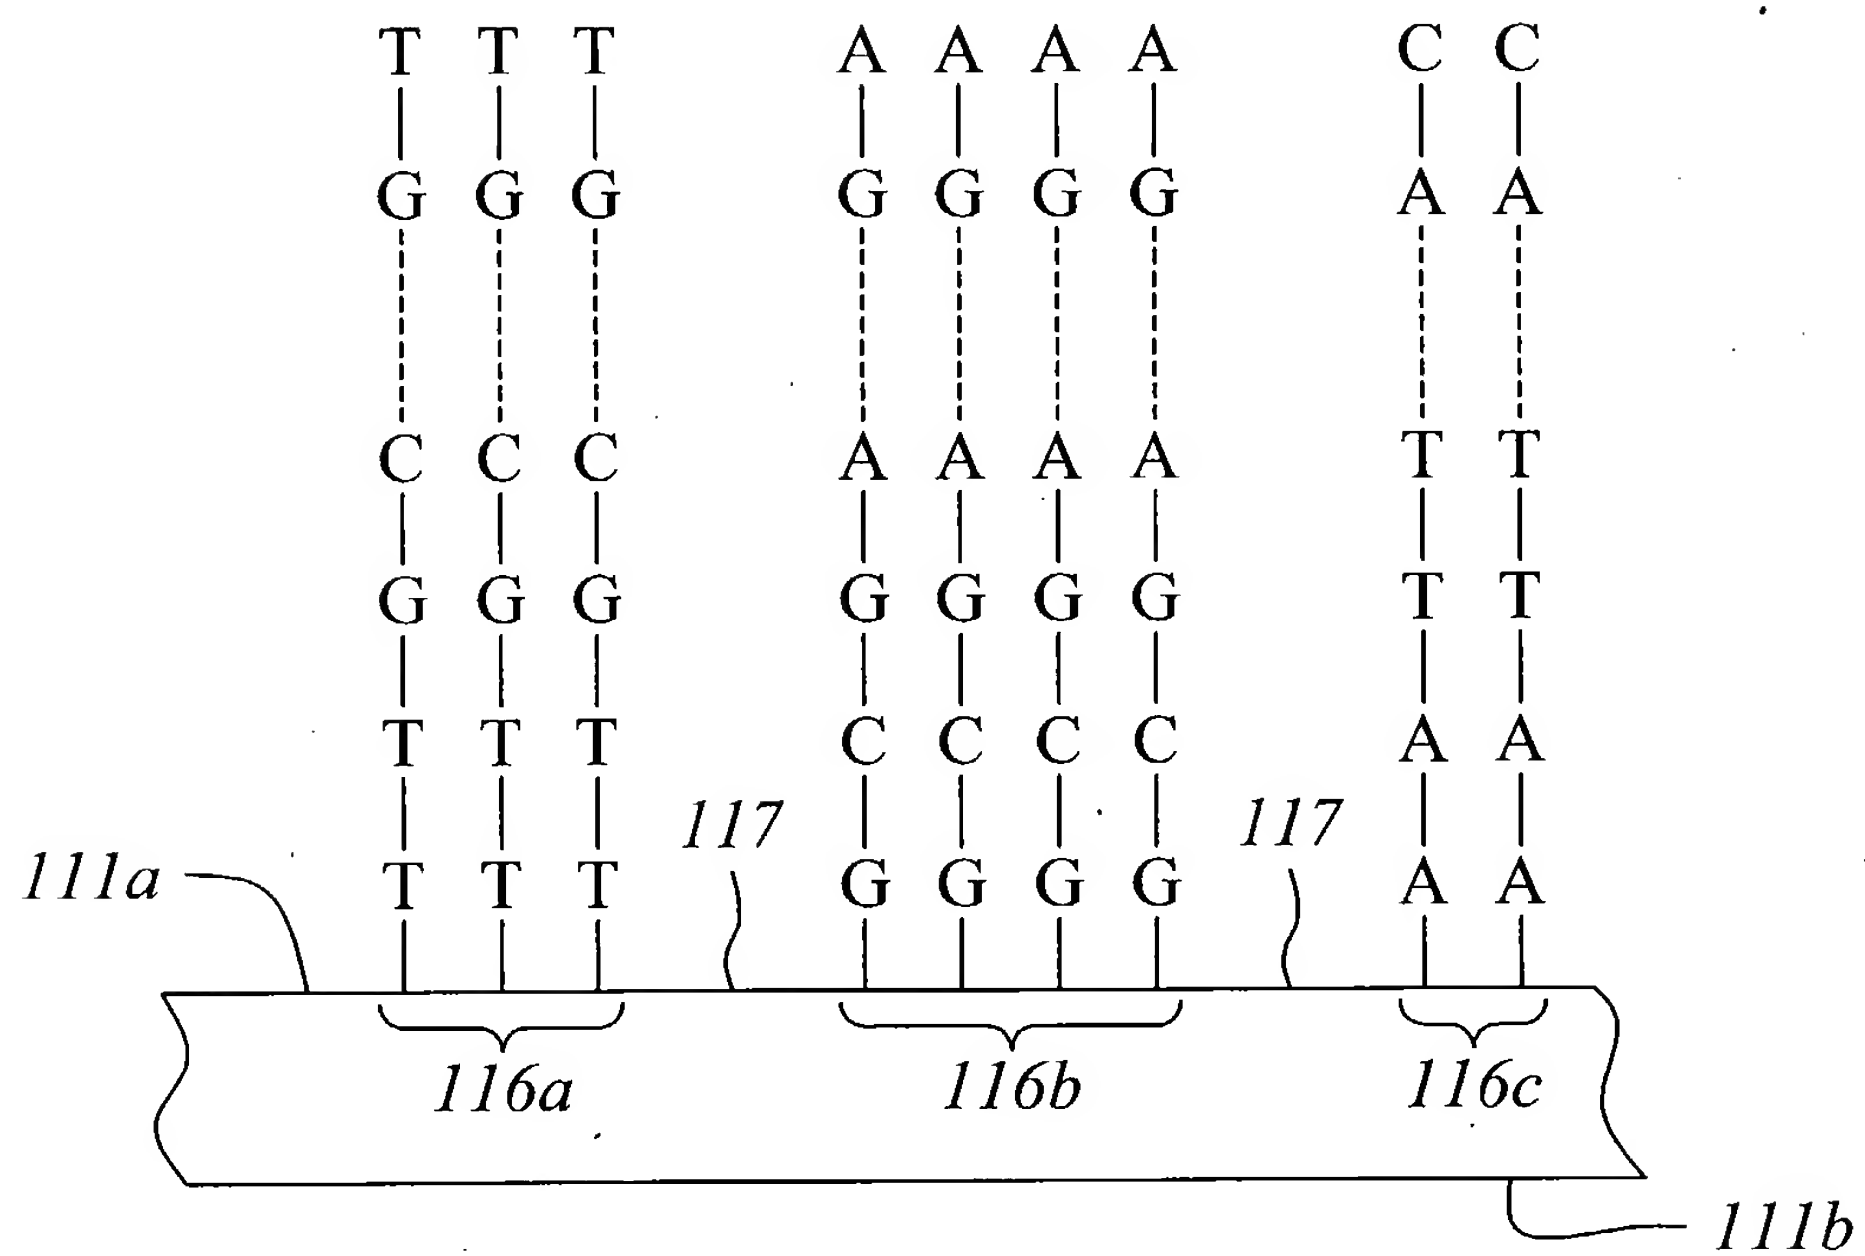 T T T A A A A C C
G G G G G G G A A
C C C A A A A T T
G G G G G G G T T
T T T C C C C A A
117 117
111a T T T G G G G A A
116a 116b 116c
111b